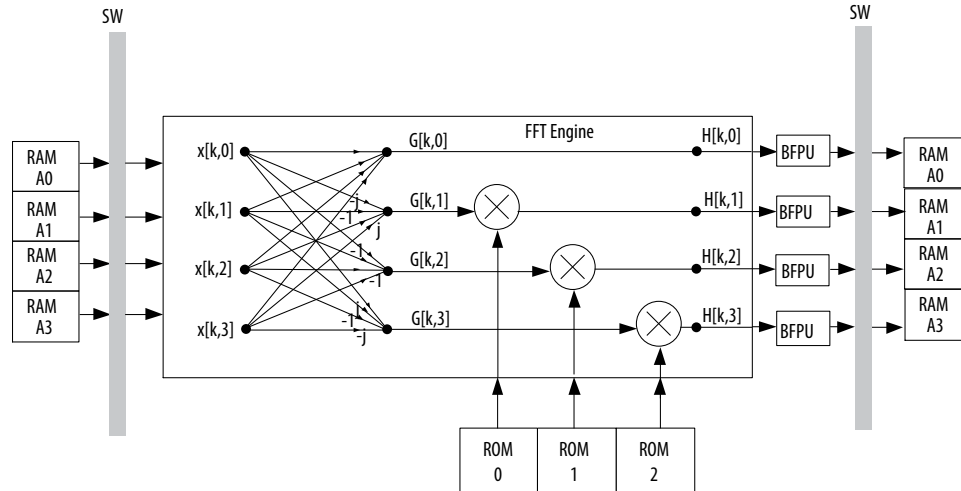 SW
SW
FFT Engine
RAM
A0
RAM
A1
RAM
A2
RAM
A3
x[k,0]
x[k,1]
x[k,2]
x[k,3]
-j
-1
j
-1
-1
j
-1
-j
G[k,0]
G[k,1]
G[k,2]
G[k,3]
H[k,0]
H[k,1]
H[k,2]
H[k,3]
BFPU
BFPU
BFPU
BFPU
RAM
A0
RAM
A1
RAM
A2
RAM
A3
ROM
0
ROM
1
ROM
2